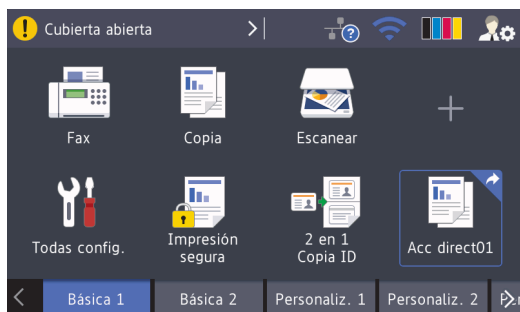 Cubierta abierta
Fax
Copia
Escanear
Todas config.
Impresión
segura
2 en 1
Copia ID
Acc direct01
Básica 1
Básica 2
Personaliz. 1
Personaliz. 2